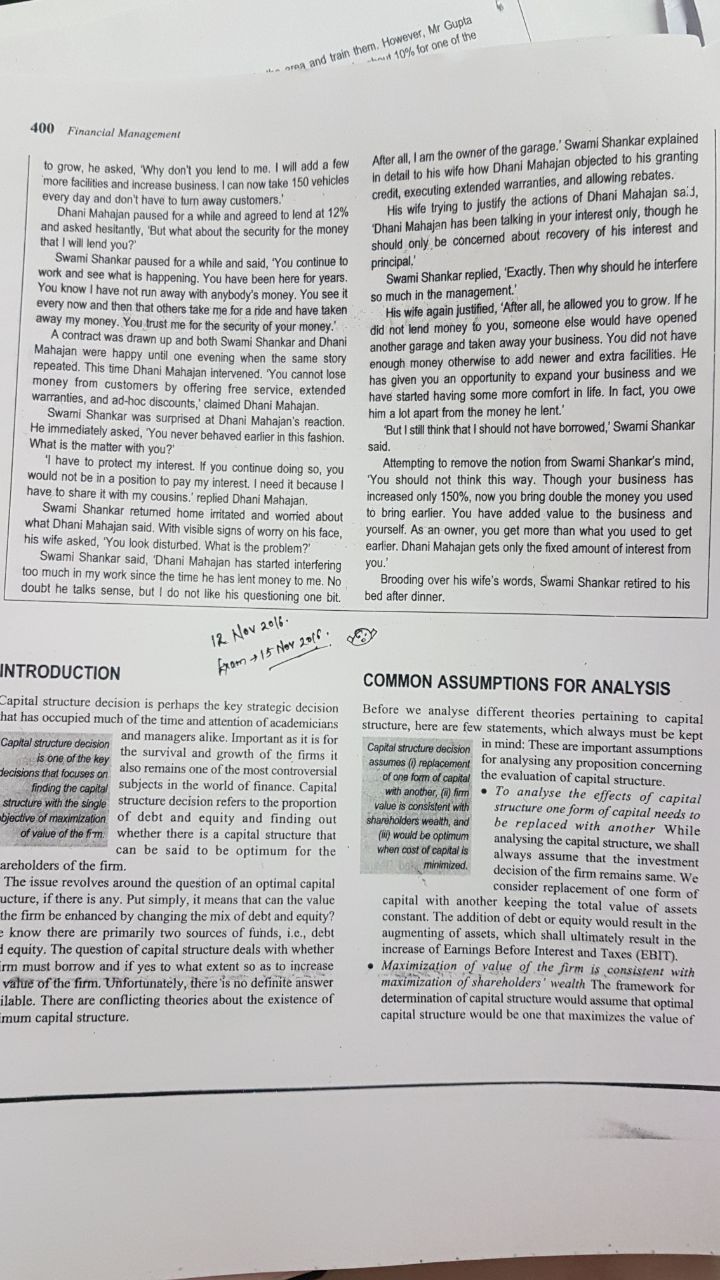 area and train them. However, Mr Gupta
10% for one of the
400 Financial Management
to grow, he asked, 'Why don't you lend to me. I will add a few
more facilities and increase business. I can now take 150 vehicles
every day and don't have to turn away customers.'
Dhani Mahajan paused for a while and agreed to lend at 12%
and asked hesitantly, 'But what about the security for the money
that I will lend you?'
Swami Shankar paused for a while and said, 'You continue to
work and see what is happening. You have been here for years.
You know I have not run away with anybody's money. You see it
every now and then that others take me for a ride and have taken
away my money. You trust me for the security of your money.'
A contract was drawn up and both Swami Shankar and Dhani
Mahajan were happy until one evening when the same story
repeated. This time Dhani Mahajan intervened. 'You cannot lose
money from customers by offering free service, extended
warranties, and ad-hoc discounts,' claimed Dhani Mahajan.
Swami Shankar was surprised at Dhani Mahajan's reaction.
He immediately asked, 'You never behaved earlier in this fashion.
What is the matter with you?'
'I have to protect my interest. If you continue doing so, you
would not be in a position to pay my interest. I need it because I
have to share it with my cousins.' replied Dhani Mahajan.
Swami Shankar returned home irritated and worried about
what Dhani Mahajan said. With visible signs of worry on his face,
his wife asked, 'You look disturbed. What is the problem?'
Swami Shankar said, 'Dhani Mahajan has started interfering
too much in my work since the time he has lent money to me. No
doubt he talks sense, but I do not like his questioning one bit.
After all, I am the owner of the garage.' Swami Shankar explained
in detail to his wife how Dhani Mahajan objected to his granting
credit, executing extended warranties, and allowing rebates.
His wife trying to justify the actions of Dhani Mahajan said,
'Dhani Mahajan has been talking in your interest only, though he
should only be concerned about recovery of his interest and
principal.'
Swami Shankar replied, 'Exactly. Then why should he interfere
so much in the management.'
His wife again justified, 'After all, he allowed you to grow. If he
did not lend money to you, someone else would have opened
another garage and taken away your business. You did not have
enough money otherwise to add newer and extra facilities. He
has given you an opportunity to expand your business and we
have started having some more comfort in life. In fact, you owe
him a lot apart from the money he lent.'
'But I still think that I should not have borrowed,' Swami Shankar
said.
Attempting to remove the notion from Swami Shankar's mind,
'You should not think this way. Though your business has
increased only 150%, now you bring double the money you used
to bring earlier. You have added value to the business and
yourself. As an owner, you get more than what you used to get
earlier. Dhani Mahajan gets only the fixed amount of interest from
you.'
Brooding over his wife's words, Swami Shankar retired to his
bed after dinner.
12 Nov 2016.
Exam → 15 Nov 2016.
INTRODUCTION
Capital structure decision is perhaps the key strategic decision
hat has occupied much of the time and attention of academicians
and managers alike. Important as it is for
the survival and growth of the firms it
also remains one of the most controversial
subjects in the world of finance. Capital
structure decision refers to the proportion
of debt and equity and finding out
whether there is a capital structure that
can be said to be optimum for the
areholders of the firm.
Capital structure decision
is one of the key
decisions that focuses on
finding the capital
structure with the single
objective of maximization
of value of the firm.
The issue revolves around the question of an optimal capital
ucture, if there is any. Put simply, it means that can the value
the firm be enhanced by changing the mix of debt and equity?
e know there are primarily two sources of funds, i.e., debt
d equity. The question of capital structure deals with whether
irm must borrow and if yes to what extent so as to increase
value of the firm. Unfortunately, there is no definite answer
ilable. There are conflicting theories about the existence of
imum capital structure.
COMMON ASSUMPTIONS FOR ANALYSIS
Before we analyse different theories pertaining to capital
structure, here are few statements, which always must be kept
in mind: These are important assumptions
for analysing any proposition concerning
the evaluation of capital structure.
Capital structure decision
assumes (i) replacement
of one form of capital
with another, (ii) firm
value is consistent with
shareholders wealth, and
(iii) would be optimum
when cost of capital is
minimized.
• To analyse the effects of capital
structure one form of capital needs to
be replaced with another While
analysing the capital structure, we shall
always assume that the investment
decision of the firm remains same. We
consider replacement of one form of
capital with another keeping the total value of assets
constant. The addition of debt or equity would result in the
augmenting of assets, which shall ultimately result in the
increase of Earnings Before Interest and Taxes (EBIT).
• Maximization of value of the firm is consistent with
maximization of shareholders' wealth The framework for
determination of capital structure would assume that optimal
capital structure would be one that maximizes the value of